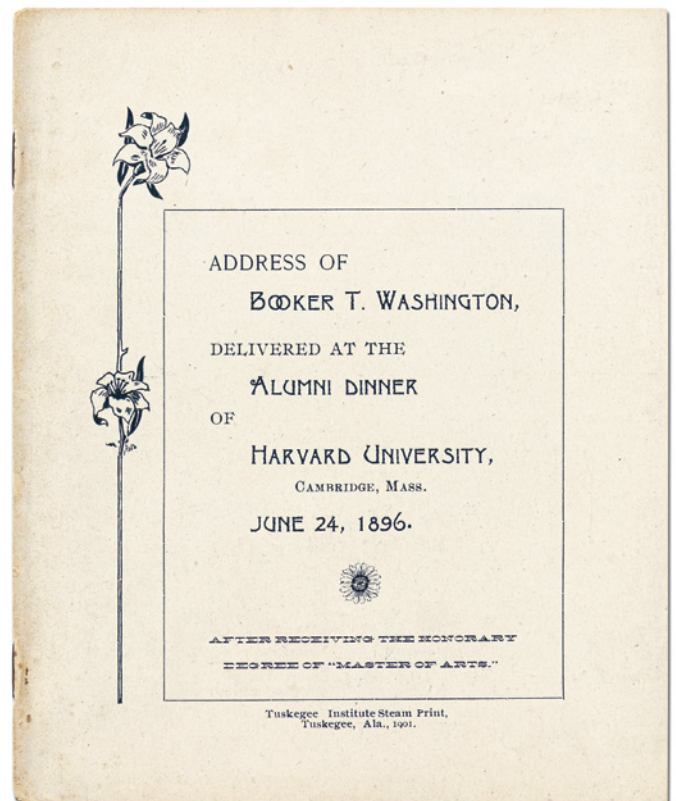 ADDRESS OF
BOOKER T. WASHINGTON,
DELIVERED AT THE
ALUMNI DINNER
OF
HARVARD UNIVERSITY,
CAMBRIDGE, MASS.
JUNE 24, 1896.
AFTER RECEIVING THE HONORARY
DEGREE OF "MASTER OF ARTS."
Tuskegee Institute Steam Print,
Tuskegee, Ala., 1901.